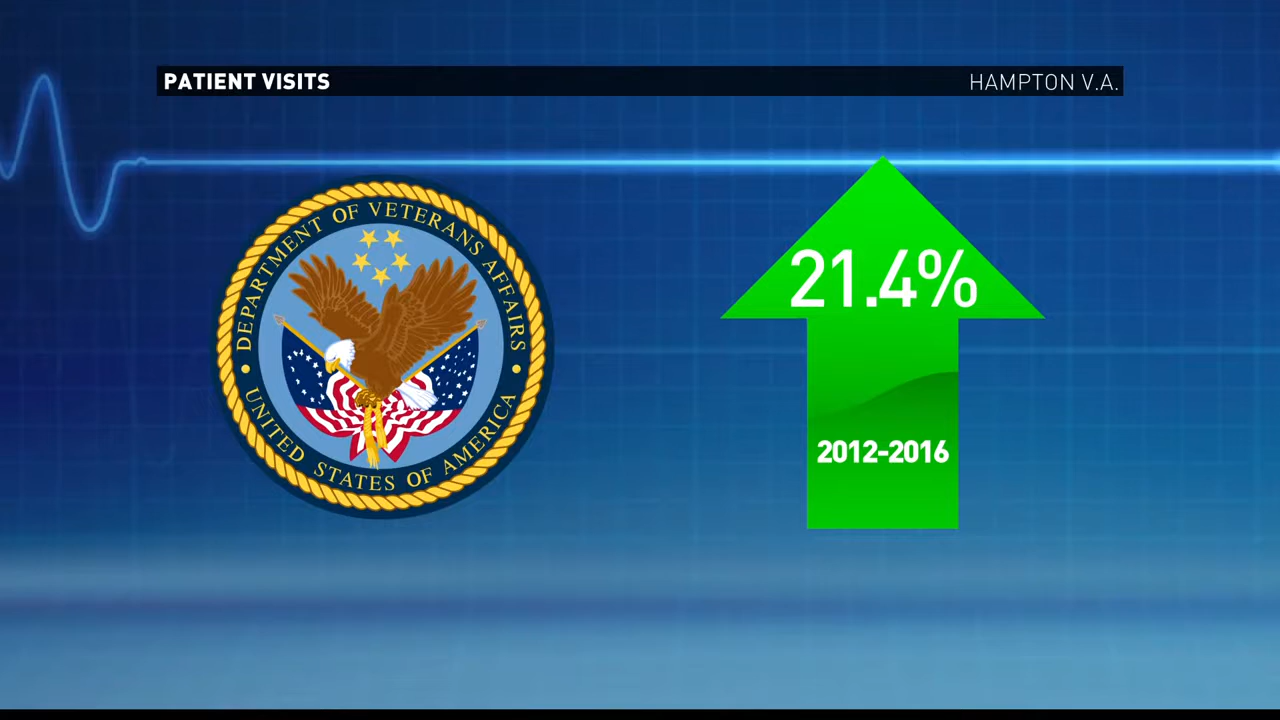 PATIENT VISITS
HAMPTON V.A.
• DEPARTMENT OF VETERANS AFFAIRS •
UNITED STATES OF AMERICA
21.4%
2012-2016